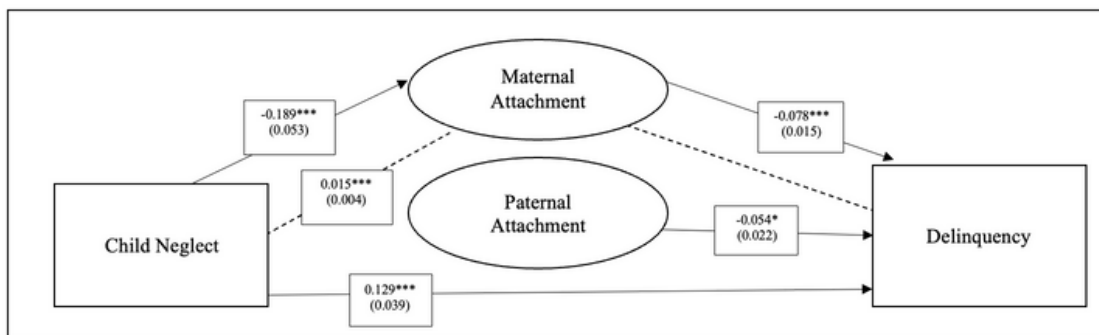 Maternal
Attachment
-0.189***
(0.053)
-0.078***
(0.015)
0.015***
(0.004)
Paternal
Attachment
Child Neglect
-0.054*
(0.022)
Delinquency
0.129***
(0.039)